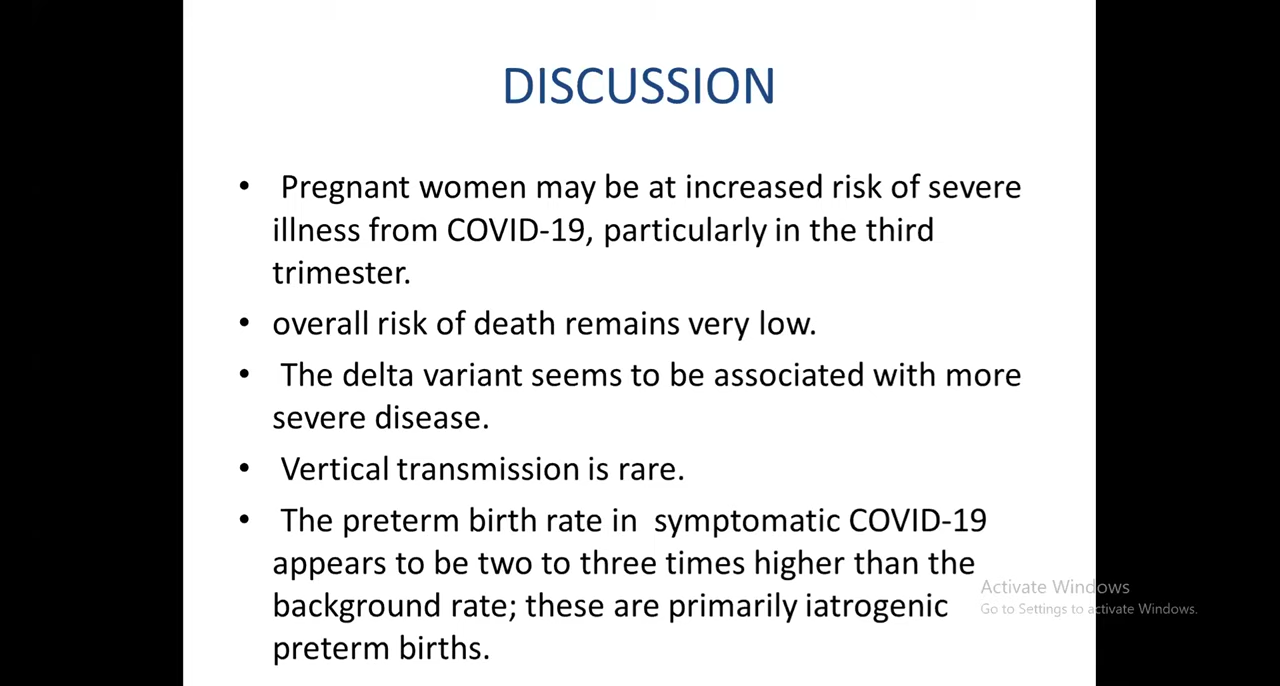 DISCUSSION
• Pregnant women may be at increased risk of severe
illness from COVID-19, particularly in the third
trimester.
• overall risk of death remains very low.
• The delta variant seems to be associated with more
severe disease.
• Vertical transmission is rare.
• The preterm birth rate in  symptomatic COVID-19
appears to be two to three times higher than the
background rate; these are primarily iatrogenic
preterm births.
Activate Windows
Go to Settings to activate Windows.